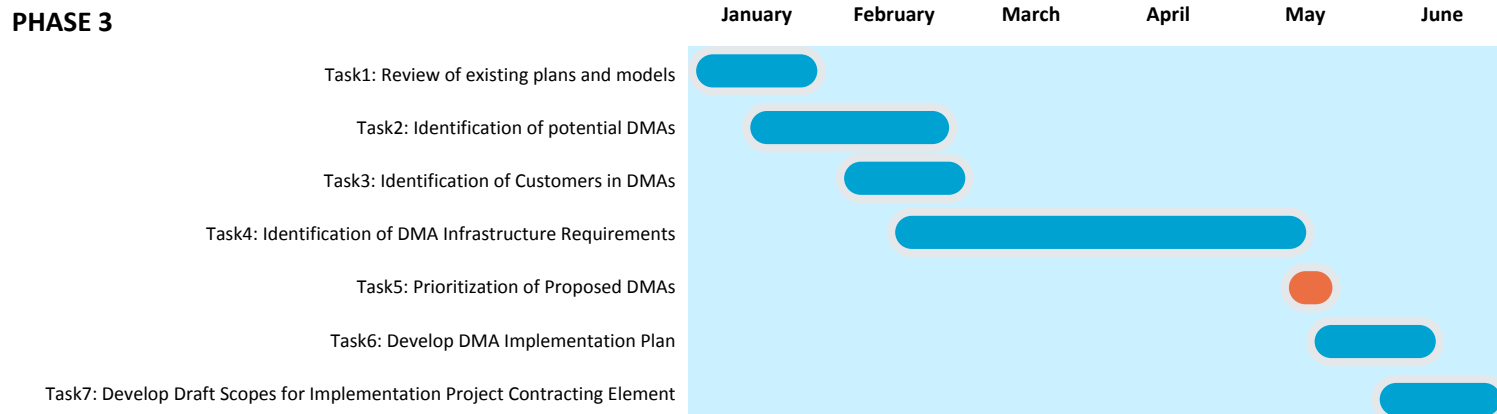 PHASE 3
January February March April May June
Task1: Review of existing plans and models
Task2: Identification of potential DMAs
Task3: Identification of Customers in DMAs
Task4: Identification of DMA Infrastructure Requirements
Task5: Prioritization of Proposed DMAs
Task6: Develop DMA Implementation Plan
Task7: Develop Draft Scopes for Implementation Project Contracting Element